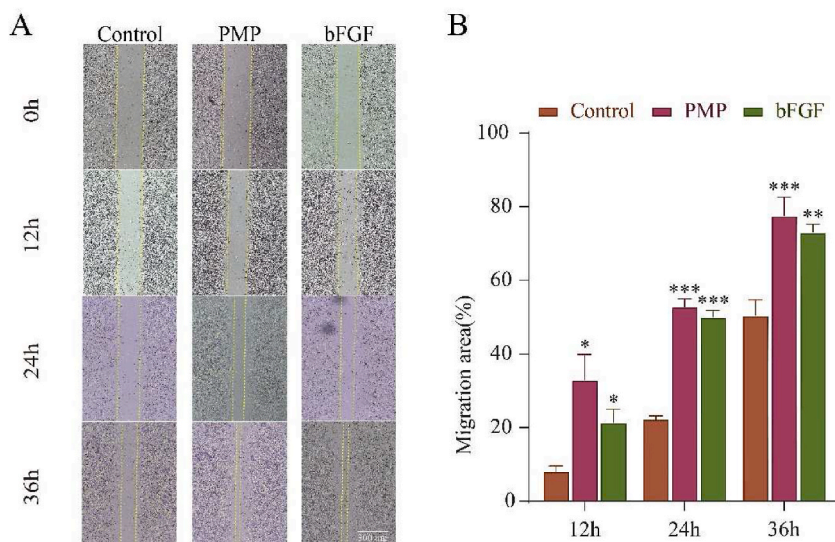 A
Control PMP bFGF
0h
12h
24h
36h
B
Control PMP bFGF
Migration area(%)
100
80
60
40
20
0
*
*
***
***
***
**
12h 24h 36h